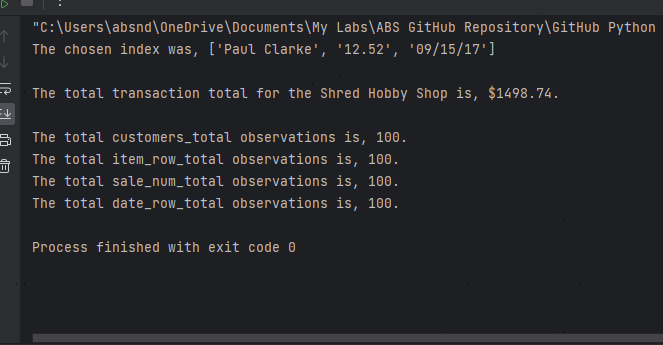 "C:\Users\absnd\OneDrive\Documents\My Labs\ABS GitHub Repository\GitHub Python
The chosen index was, ['Paul Clarke', '12.52', '09/15/17']
The total transaction total for the Shred Hobby Shop is, $1498.74.
The total customers_total observations is, 100.
The total item_row_total observations is, 100.
The total sale_num_total observations is, 100.
The total date_row_total observations is, 100.
Process finished with exit code 0